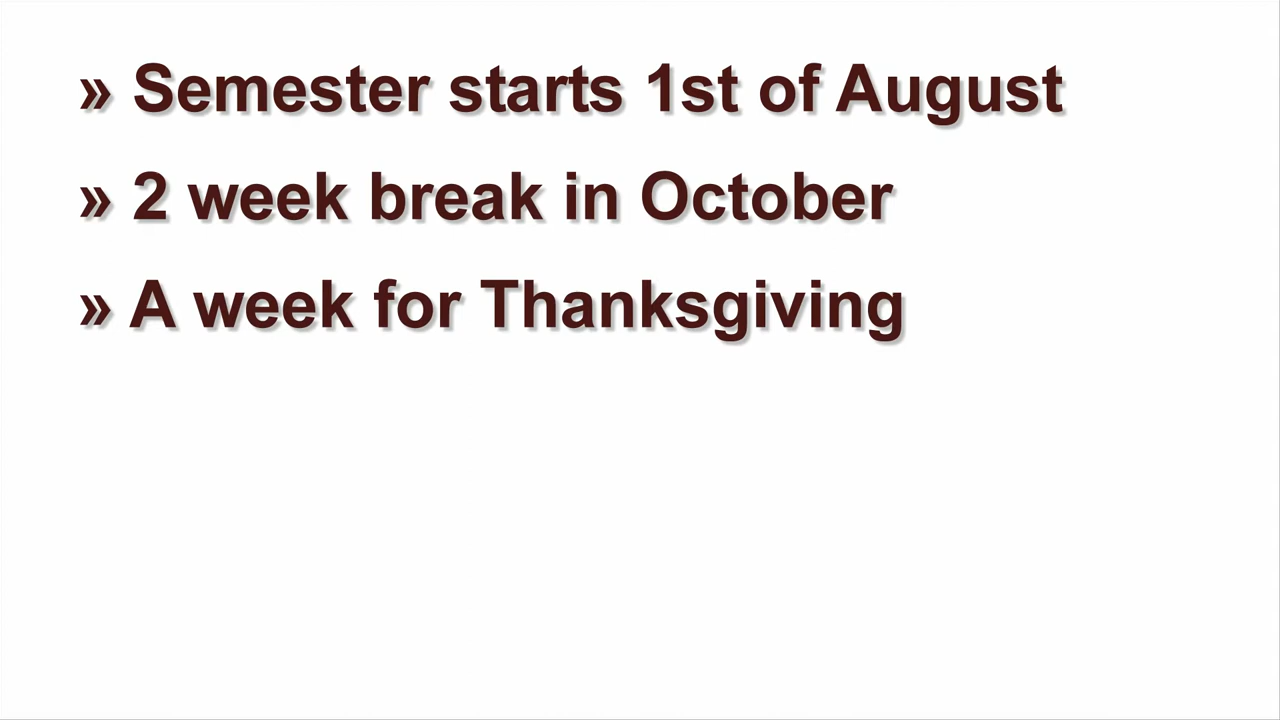 » Semester starts 1st of August
» 2 week break in October
» A week for Thanksgiving